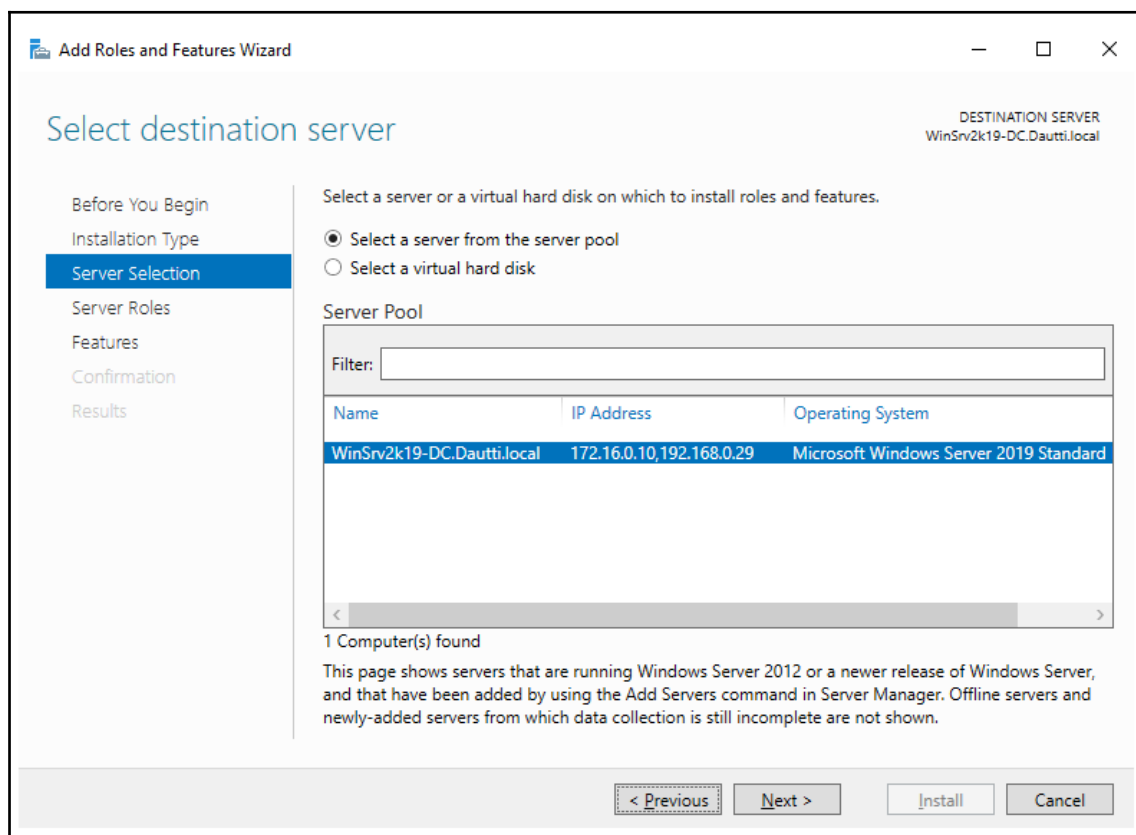 Add Roles and Features Wizard
Select destination server
DESTINATION SERVER
WinSrv2k19-DC.Dautti.local
Before You Begin
Installation Type
Server Selection
Server Roles
Features
Confirmation
Results
Select a server or a virtual hard disk on which to install roles and features.
Select a server from the server pool
Select a virtual hard disk
Server Pool
Filter:
Name IP Address Operating System
WinSrv2k19-DC.Dautti.local 172.16.0.10,192.168.0.29 Microsoft Windows Server 2019 Standard
1 Computer(s) found
This page shows servers that are running Windows Server 2012 or a newer release of Windows Server,
and that have been added by using the Add Servers command in Server Manager. Offline servers and
newly-added servers from which data collection is still incomplete are not shown.
< Previous Next > Install Cancel